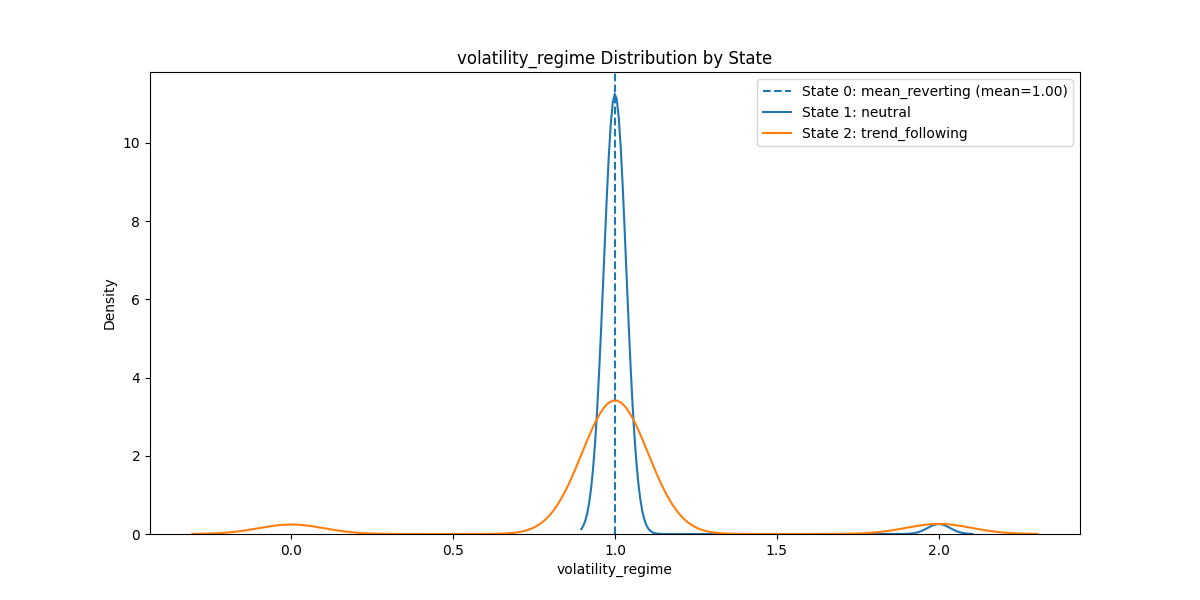 volatility_regime Distribution by State
State 0: mean_reverting (mean=1.00)
State 1: neutral
State 2: trend_following
Density
10
8
6
4
2
0
0.0 0.5 1.0 1.5 2.0
volatility_regime